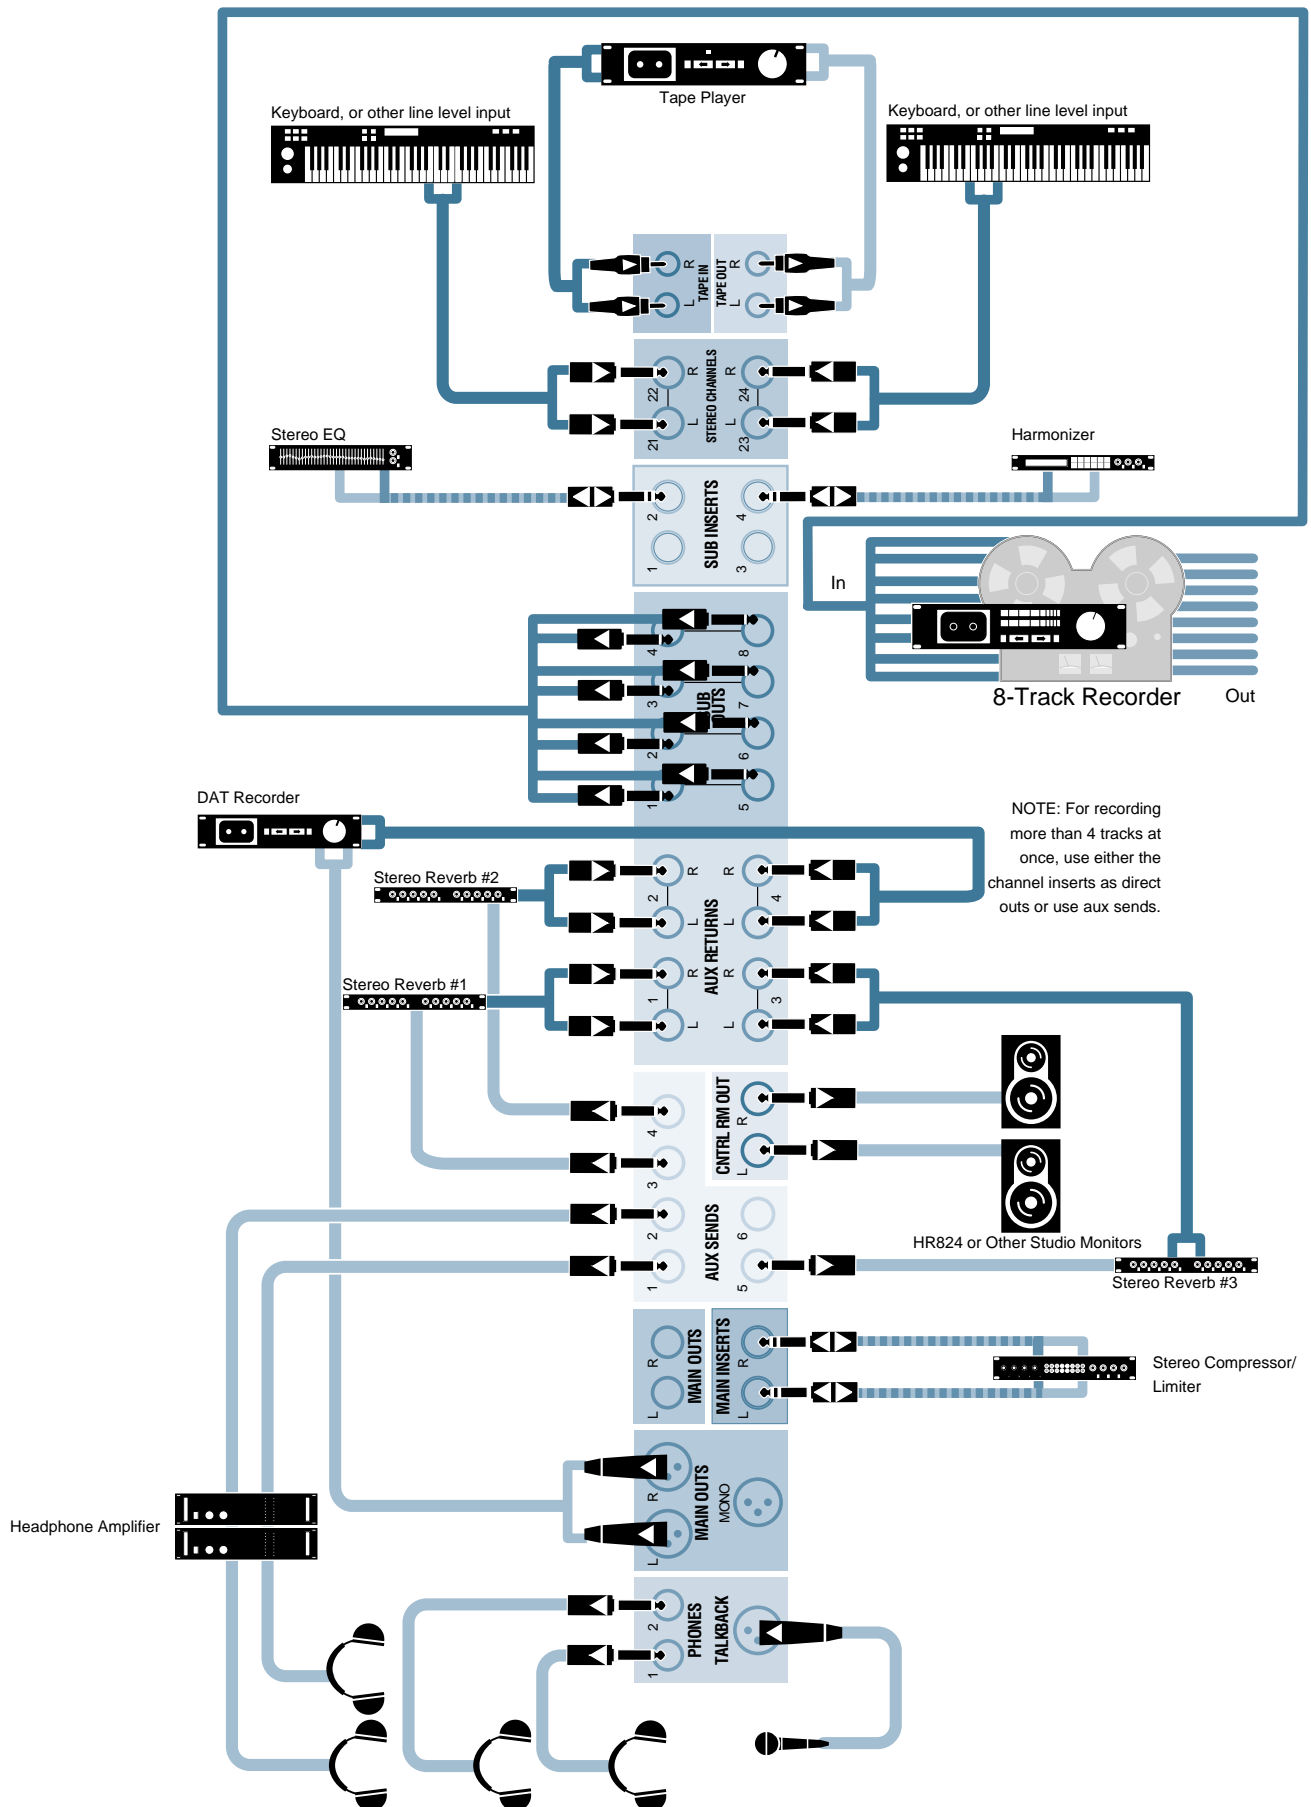 Tape Player
Keyboard, or other line level input
Keyboard, or other line level input
R
L
TAPE IN
TAPE OUT
R
L
22
21
R
L
STEREO CHANNELS
24
23
R
L
Stereo EQ
Harmonizer
2
1
SUB INSERTS
4
3
In
8-Track Recorder
Out
4
3
2
1
SUB
OUTS
8
7
6
5
DAT Recorder
NOTE: For recording
more than 4 tracks at
once, use either the
channel inserts as direct
outs or use aux sends.
Stereo Reverb #2
Stereo Reverb #1
2
R
L
1
R
L
AUX RETURNS
R
L
4
R
L
3
4
3
2
1
CNTRL RM OUT
R
L
AUX SENDS
6
5
HR824 or Other Studio Monitors
Stereo Reverb #3
R
L
MAIN OUTS
MAIN INSERTS
R
L
Stereo Compressor/
Limiter
R
L
MAIN OUTS
MONO
Headphone Amplifier
2
1
PHONES
TALKBACK